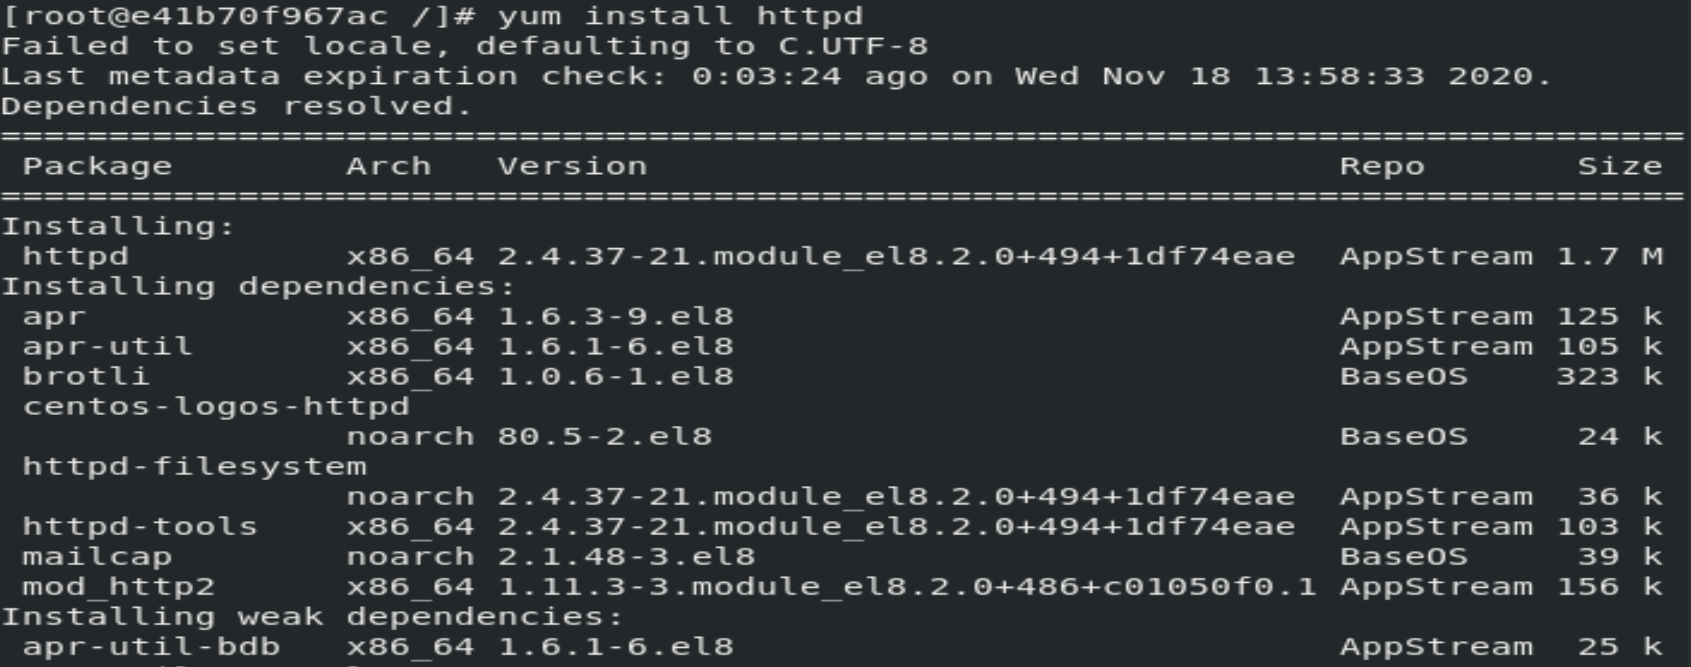 [root@e41b70f967ac /]# yum install httpd
Failed to set locale, defaulting to C.UTF-8
Last metadata expiration check: 0:03:24 ago on Wed Nov 18 13:58:33 2020.
Dependencies resolved.
==============================================================================
 Package        Arch   Version                                Repo       Size
==============================================================================
Installing:
 httpd          x86_64 2.4.37-21.module_el8.2.0+494+1df74eae  AppStream 1.7 M
Installing dependencies:
 apr            x86_64 1.6.3-9.el8                            AppStream 125 k
 apr-util       x86_64 1.6.1-6.el8                            AppStream 105 k
 brotli         x86_64 1.0.6-1.el8                            BaseOS    323 k
 centos-logos-httpd
                noarch 80.5-2.el8                             BaseOS     24 k
 httpd-filesystem
                noarch 2.4.37-21.module_el8.2.0+494+1df74eae  AppStream  36 k
 httpd-tools    x86_64 2.4.37-21.module_el8.2.0+494+1df74eae  AppStream 103 k
 mailcap        noarch 2.1.48-3.el8                           BaseOS     39 k
 mod_http2      x86_64 1.11.3-3.module_el8.2.0+486+c01050f0.1 AppStream 156 k
Installing weak dependencies:
 apr-util-bdb   x86_64 1.6.1-6.el8                            AppStream  25 k